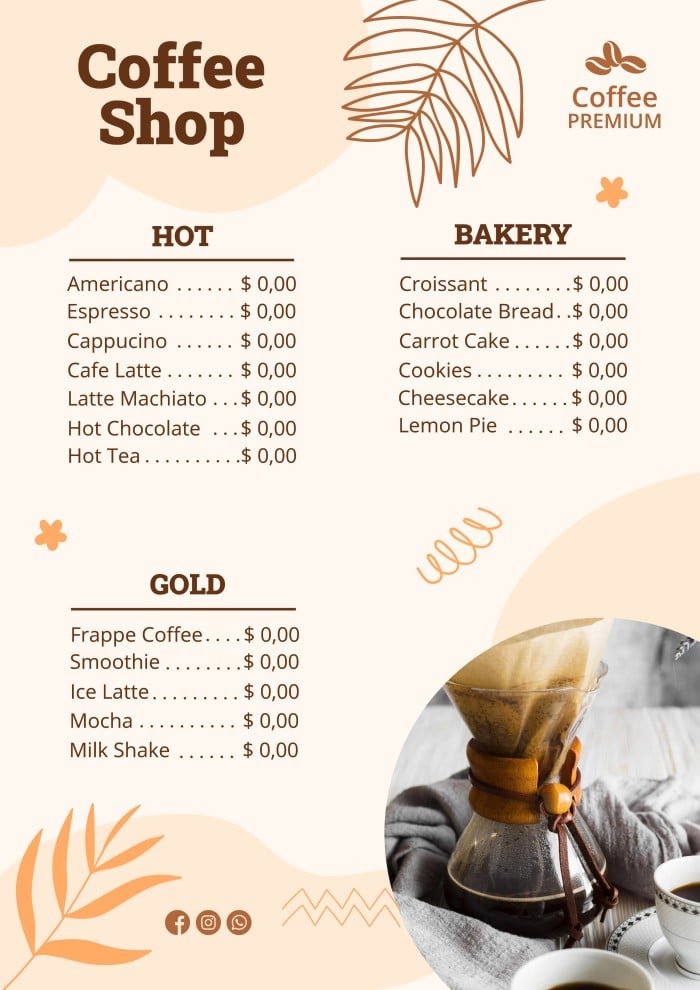 Coffee
Shop
Coffee
PREMIUM
HOT
Americano ...... $ 0,00
Espresso ........ $ 0,00
Cappucino ...... $ 0,00
Cafe Latte ....... $ 0,00
Latte Machiato ...$ 0,00
Hot Chocolate ...$ 0,00
Hot Tea..........$ 0,00
BAKERY
Croissant ........$ 0,00
Chocolate Bread..$ 0,00
Carrot Cake ......$ 0,00
Cookies ......... $ 0,00
Cheesecake......$ 0,00
Lemon Pie ...... $ 0,00
GOLD
Frappe Coffee....$ 0,00
Smoothie ........$ 0,00
Ice Latte......... $ 0,00
Mocha .......... $ 0,00
Milk Shake ...... $ 0,00